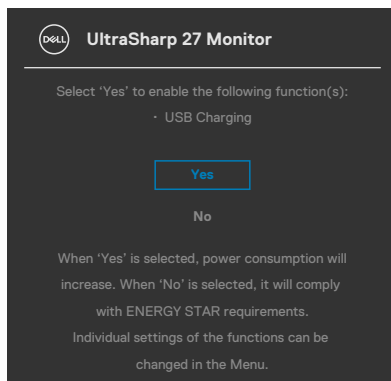 DELL UltraSharp 27 Monitor
Select ‘Yes’ to enable the following function(s):
· USB Charging
Yes
No
When ‘Yes’ is selected, power consumption will
increase. When ‘No’ is selected, it will comply
with ENERGY STAR requirements.
Individual settings of the functions can be
changed in the Menu.